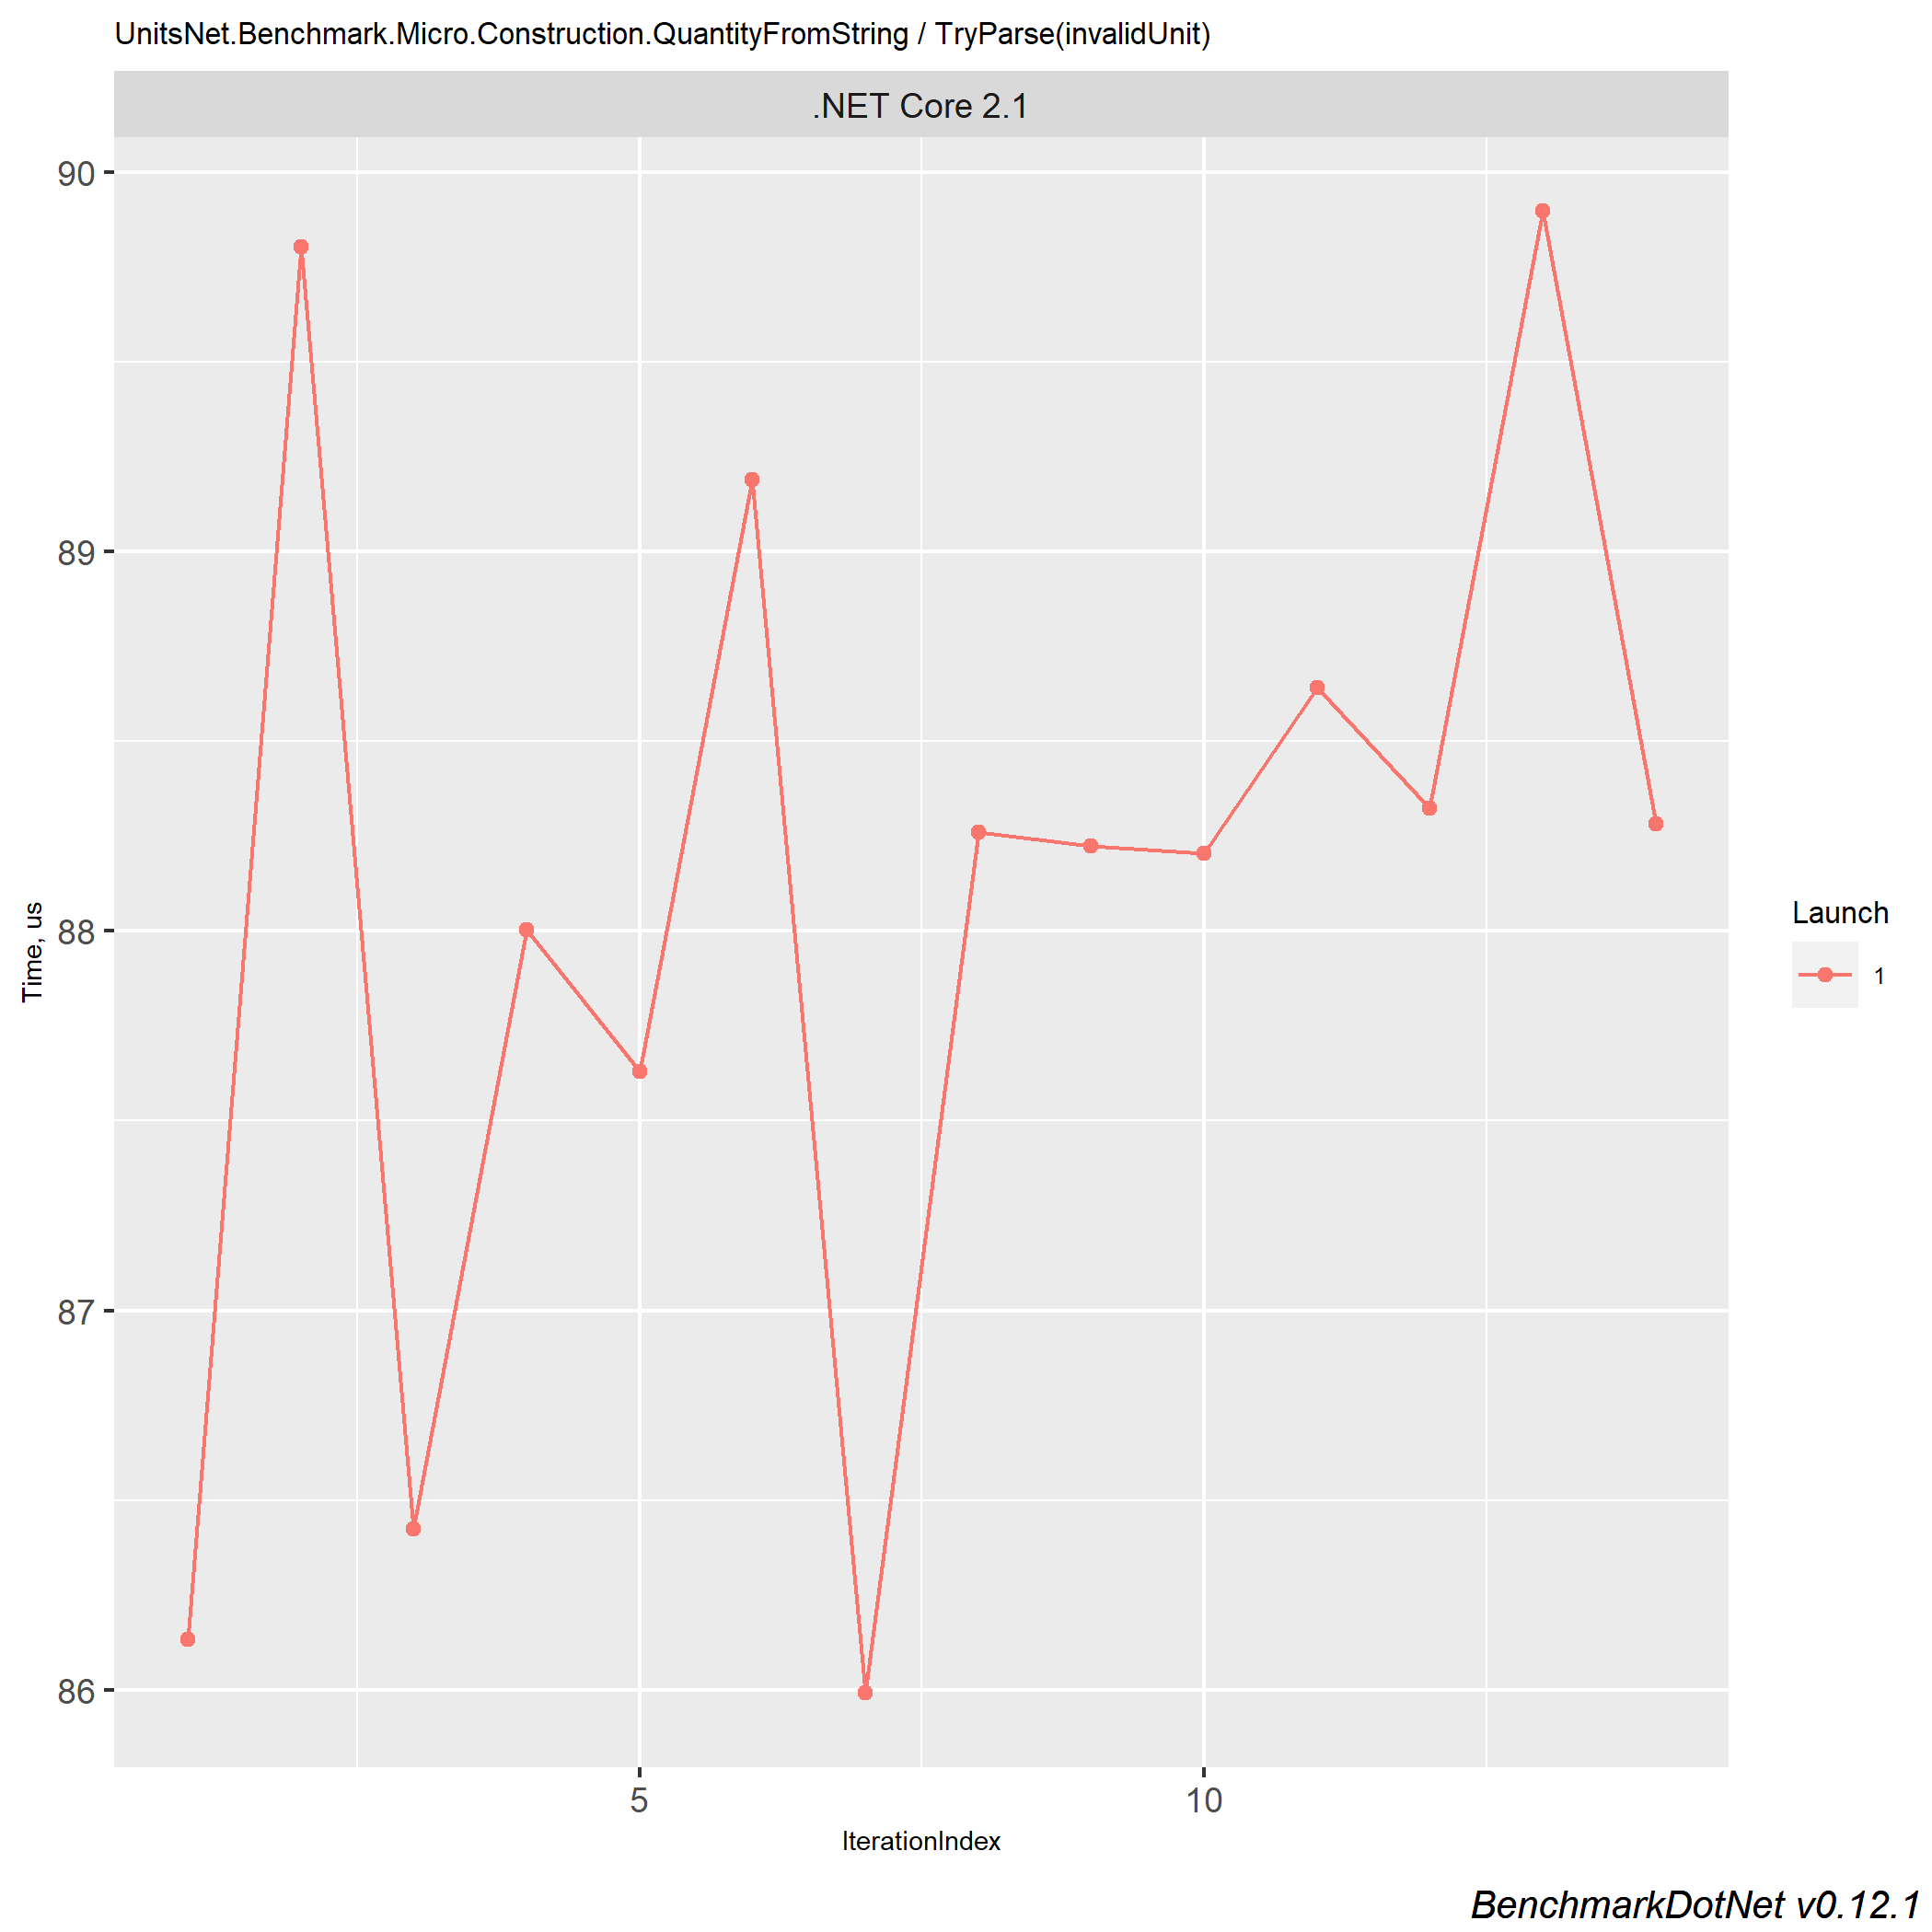 UnitsNet.Benchmark.Micro.Construction.QuantityFromString / TryParse(invalidUnit)
.NET Core 2.1
90
89
88
87
86
Time, us
5
10
IterationIndex
Launch
1
BenchmarkDotNet v0.12.1